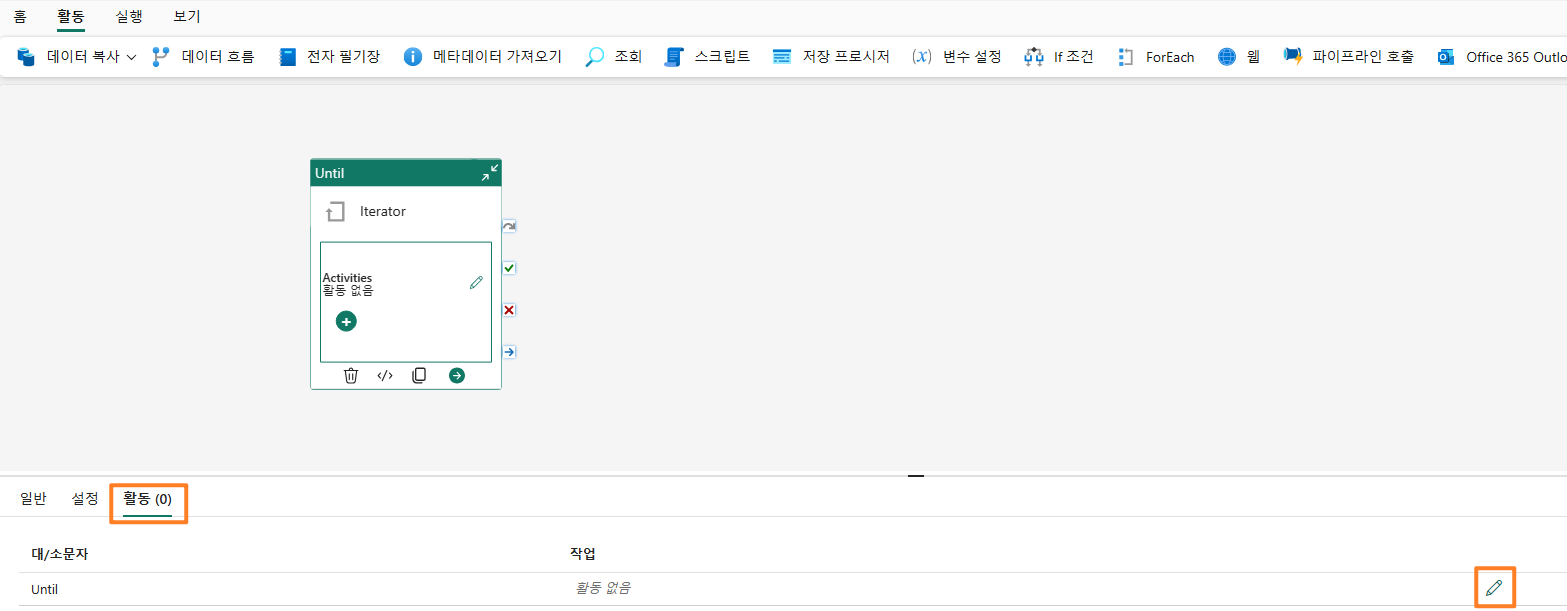 홈 활동 실행 보기
데이터 복사 데이터 흐름 전자 필기장 메타데이터 가져오기 조회 스크립트 저장 프로시저 (x) 변수 설정 If 조건 ForEach 웹 파이프라인 호출 Office 365 Outlo
Until
Iterator
Activities
활동 없음
일반 설정 활동 (0)
대/소문자 작업
Until 활동 없음